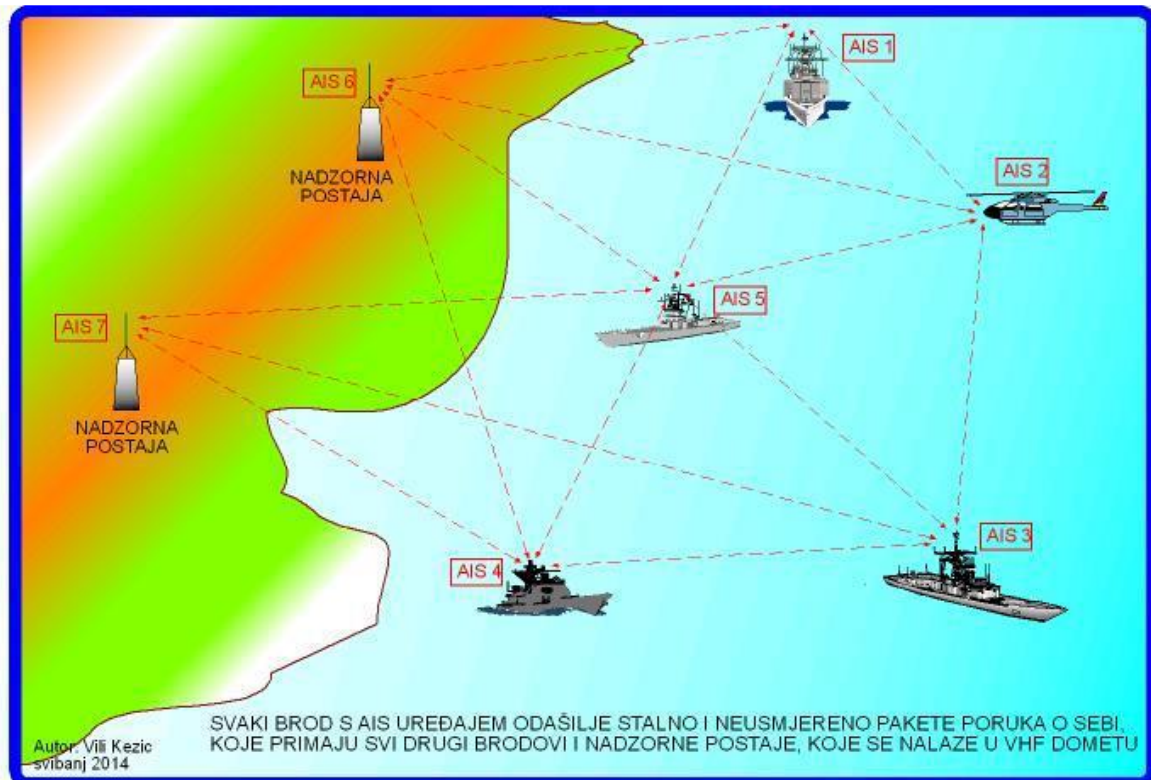 AIS 1
AIS 6
NADZORNA
POSTAJA
AIS 2
AIS 5
AIS 7
NADZORNA
POSTAJA
AIS 3
AIS 4
SVAKI BROD S AIS UREĐAJEM ODAŠILJE STALNO I NEUSMJERENO PAKETE PORUKA O SEBI,
KOJE PRIMAJU SVI DRUGI BRODOVI I NADZORNE POSTAJE, KOJE SE NALAZE U VHF DOMETU
Autor: Vili Kezic
svibanj 2014